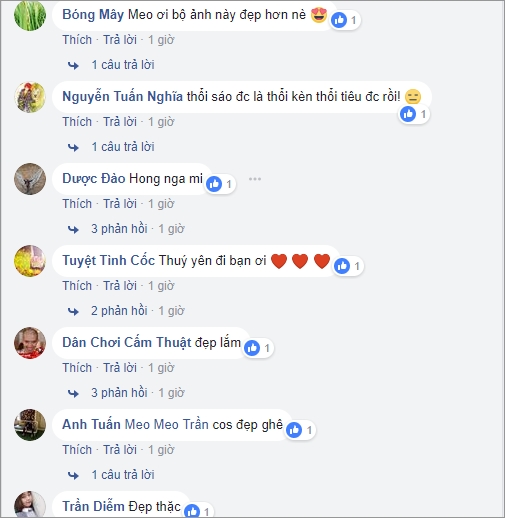 Bóng Mây Meo ơi bộ ảnh này đẹp hơn nè 😍 1
Thích · Trả lời · 1 giờ
1 câu trả lời
Nguyễn Tuấn Nghĩa thổi sáo đc là thổi kèn thổi tiêu đc rồi! 😑 1
Thích · Trả lời · 1 giờ
1 câu trả lời
Dược Đào Hong nga mi 1 ...
Thích · Trả lời · 1 giờ
3 phản hồi · 1 giờ
Tuyệt Tình Cốc Thuý yên đi bạn ơi ❤ ❤ ❤ 1
Thích · Trả lời · 1 giờ
2 phản hồi · 1 giờ
Dân Chơi Cấm Thuật đẹp lắm 1
Thích · Trả lời · 1 giờ
3 phản hồi · 1 giờ
Anh Tuấn Meo Meo Trần cos đẹp ghê 1
Thích · Trả lời · 1 giờ
1 câu trả lời
Trần Diễm Đẹp thặc 1